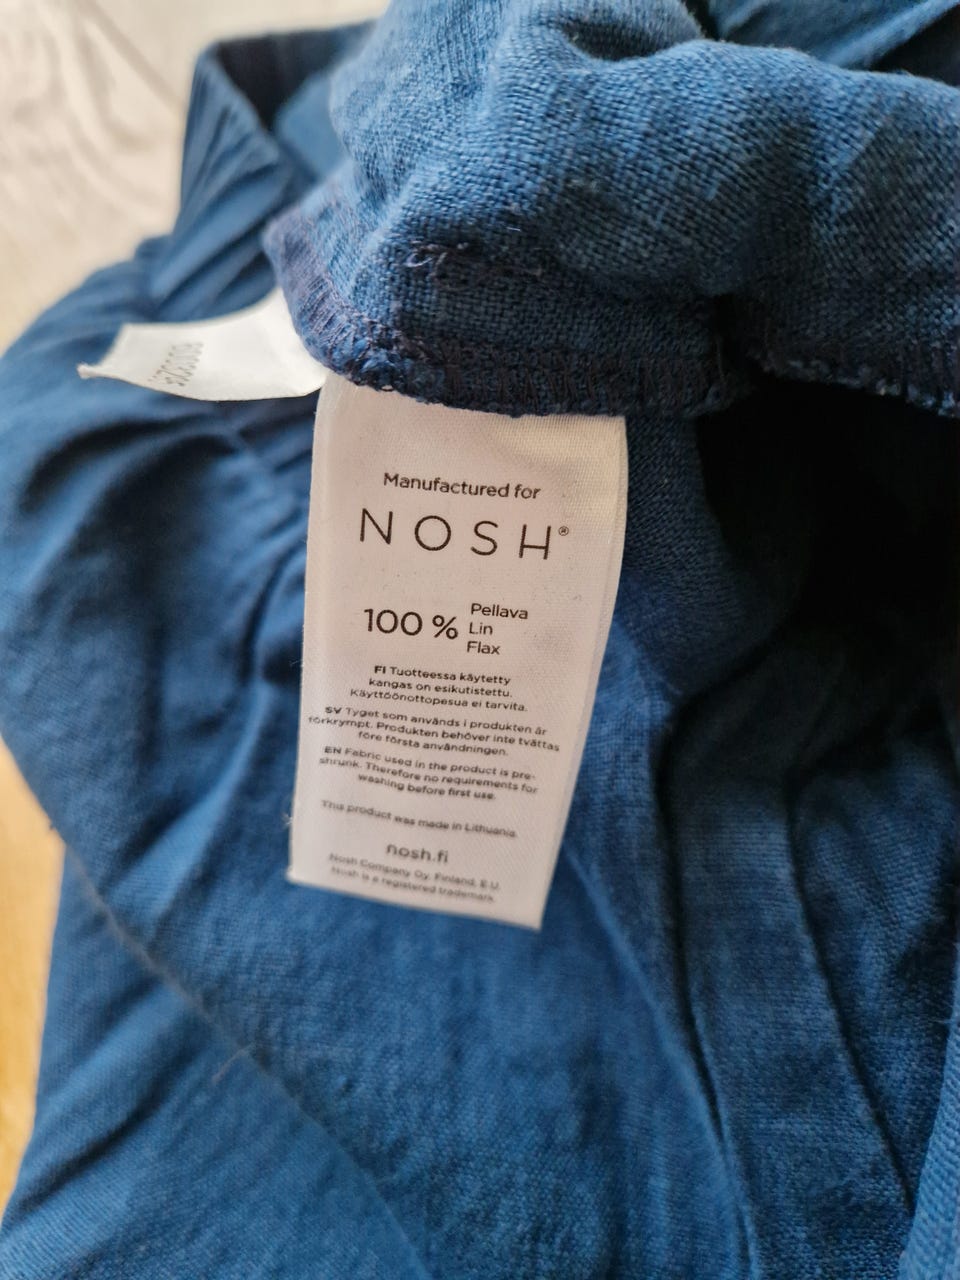 Manufactured for
NOSH®
100 %
Pellava
Lin
Flax
FI Tuotteessa käytetty
kangas on esikutistettu.
Käyttöönottopesua ei tarvita.
SV Tyget som används i produkten är
förkrympt. Produkten behöver inte tvättas
före första användningen.
EN Fabric used in the product is pre-
shrunk. Therefore no requirements for
washing before first use.
This product was made in Lithuania.
nosh.fi
Nosh Company Oy. Finland, E.U.
Nosh is a registered trademark.